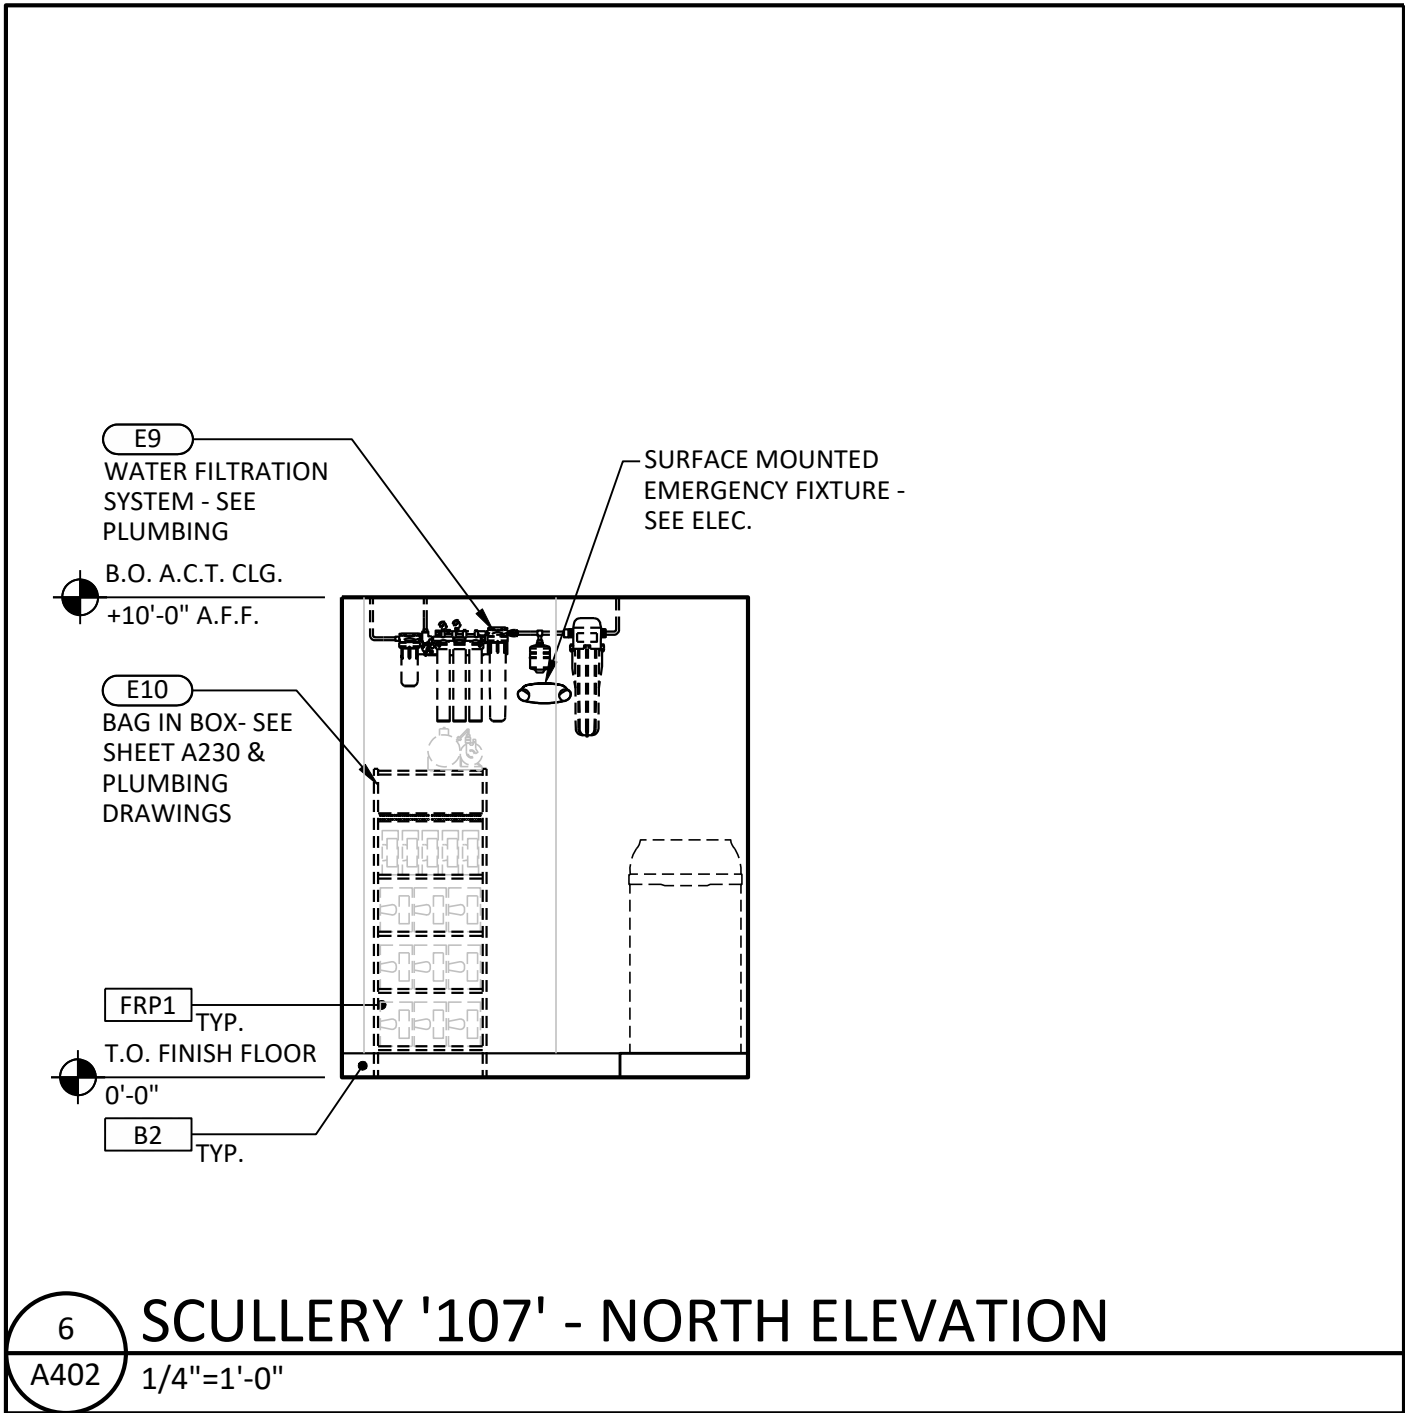 E9
WATER FILTRATION
SYSTEM - SEE
PLUMBING
SURFACE MOUNTED
EMERGENCY FIXTURE -
SEE ELEC.
B.O. A.C.T. CLG.
+10'-0" A.F.F.
E10
BAG IN BOX- SEE
SHEET A230 &
PLUMBING
DRAWINGS
FRP1 TYP.
T.O. FINISH FLOOR
0'-0"
B2 TYP.
6
A402
SCULLERY '107' - NORTH ELEVATION
1/4"=1'-0"